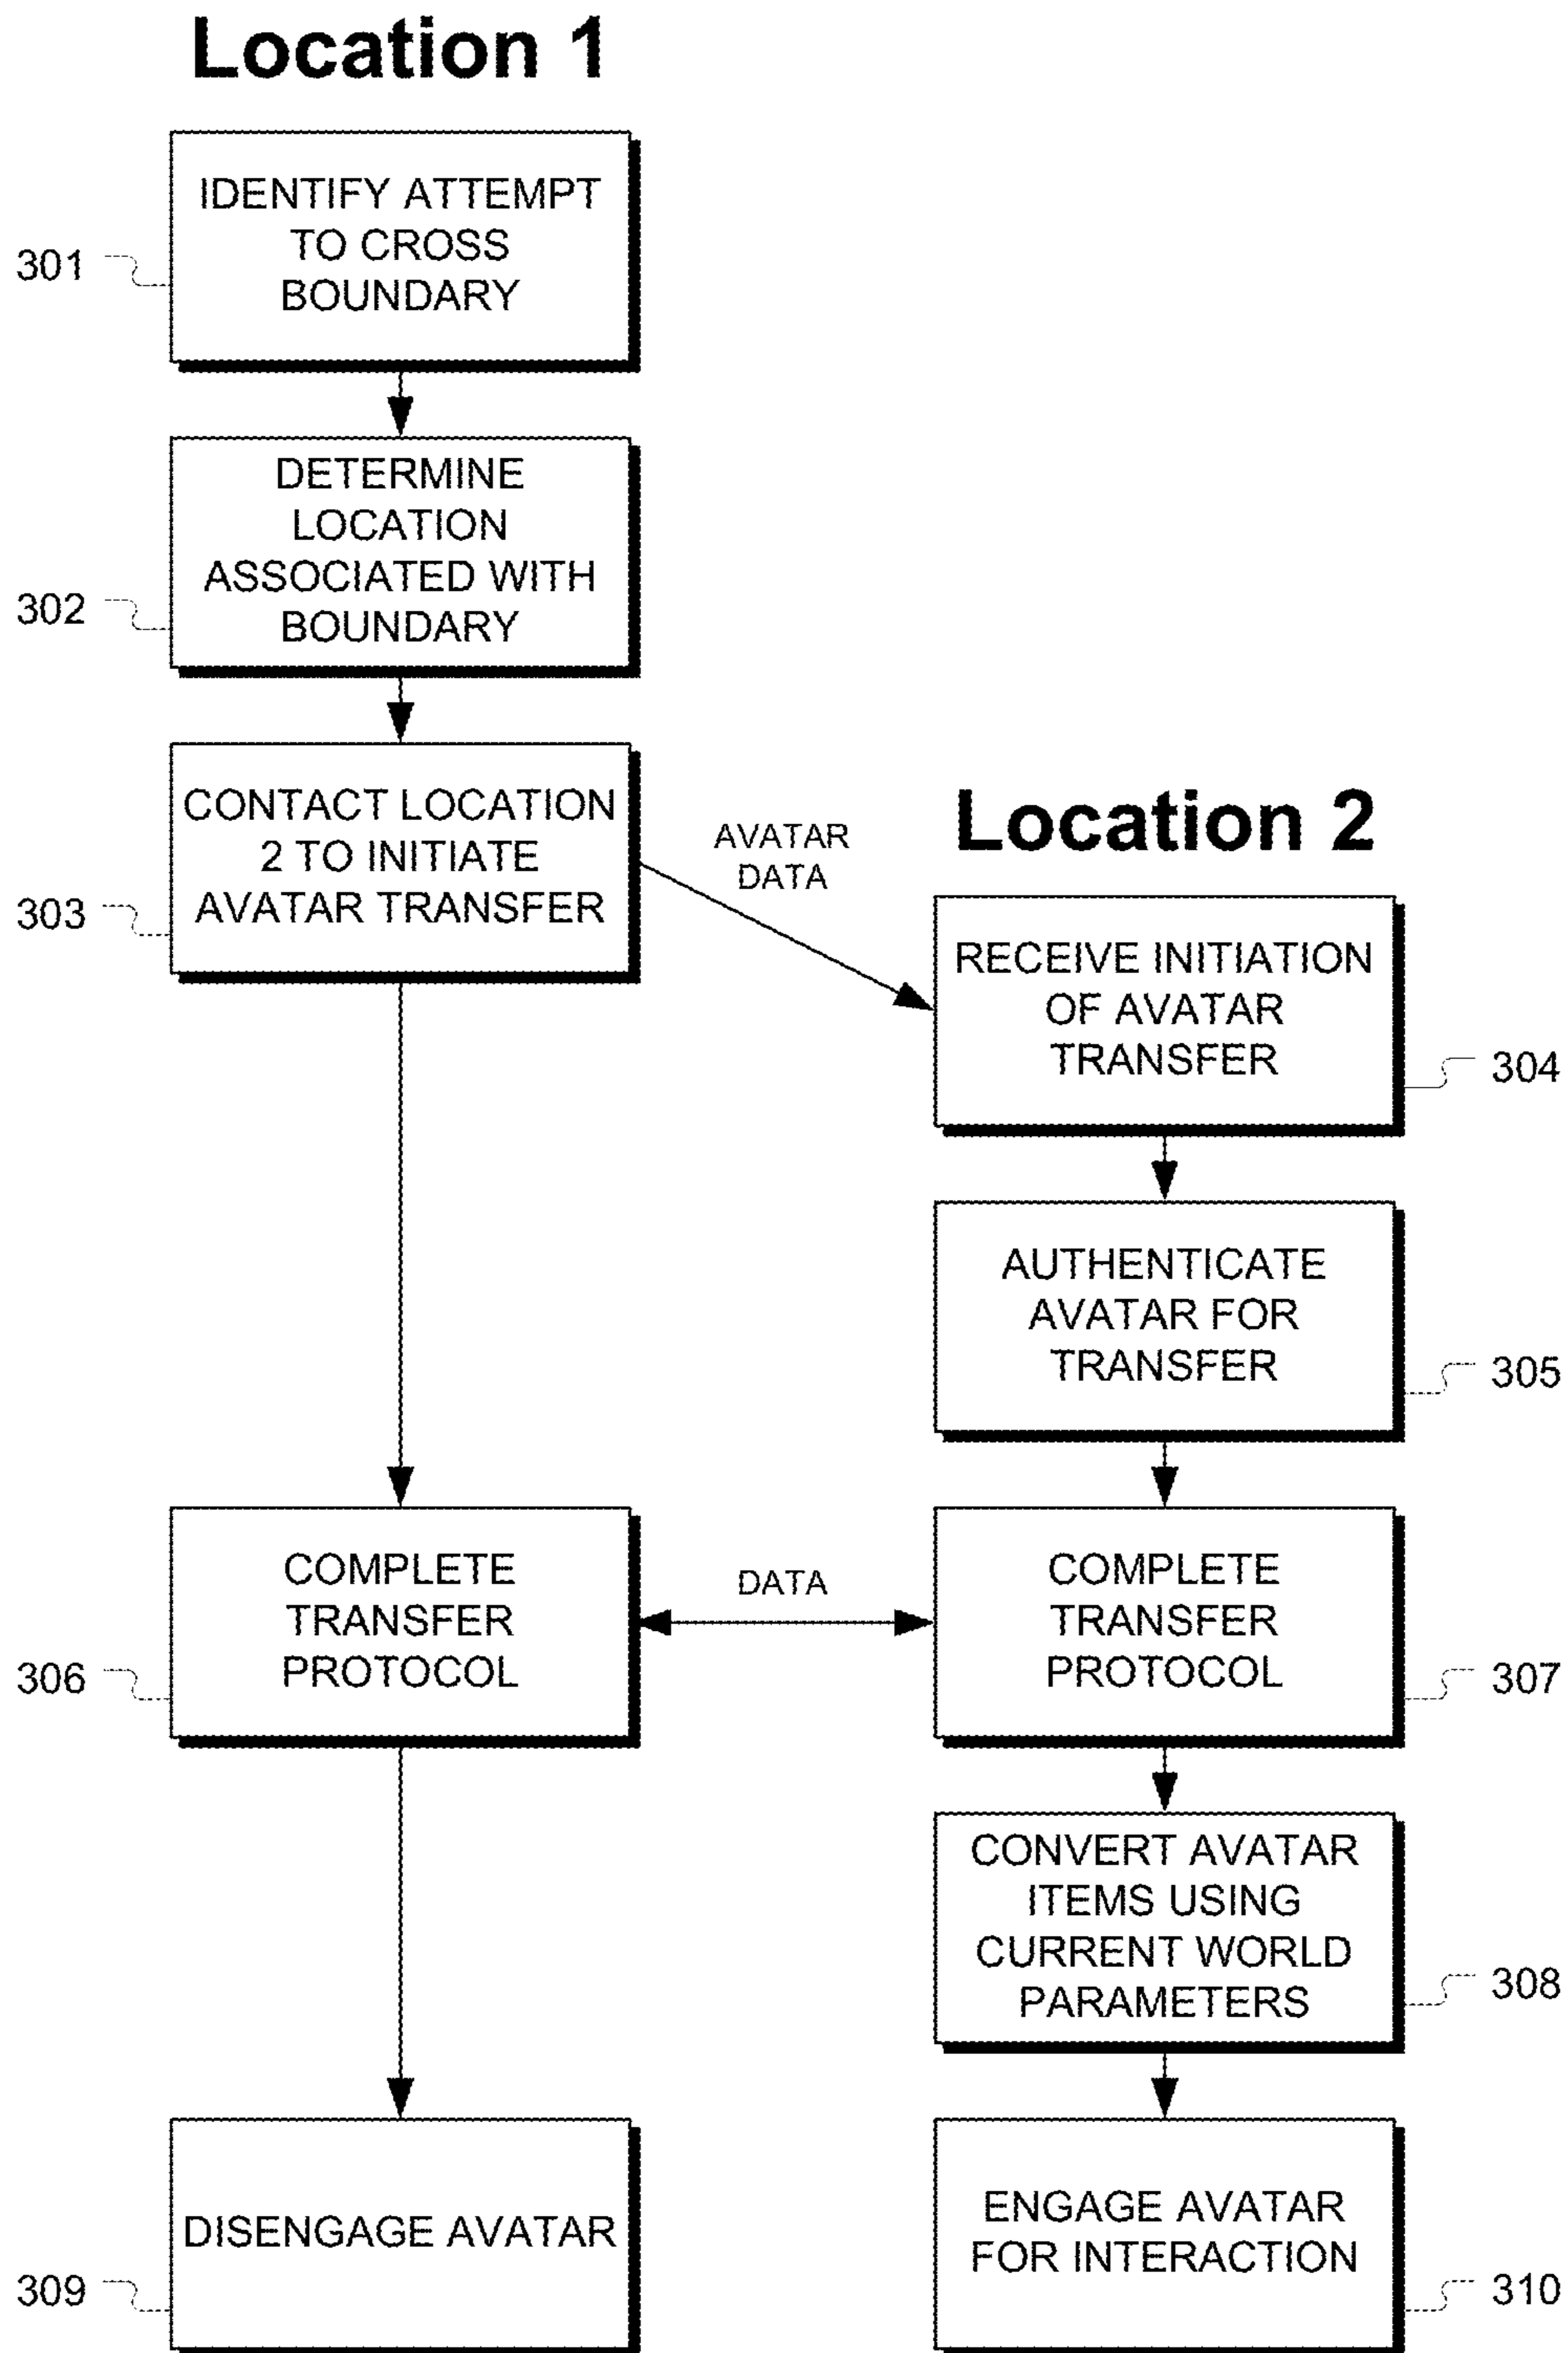 Location 1
IDENTIFY ATTEMPT
TO CROSS
BOUNDARY
301
DETERMINE
LOCATION
ASSOCIATED WITH
BOUNDARY
302
CONTACT LOCATION
2 TO INITIATE
AVATAR TRANSFER
303
AVATAR
DATA
Location 2
RECEIVE INITIATION
OF AVATAR
TRANSFER
304
AUTHENTICATE
AVATAR FOR
TRANSFER
305
COMPLETE
TRANSFER
PROTOCOL
306
DATA
COMPLETE
TRANSFER
PROTOCOL
307
CONVERT AVATAR
ITEMS USING
CURRENT WORLD
PARAMETERS
308
DISENGAGE AVATAR
309
ENGAGE AVATAR
FOR INTERACTION
310